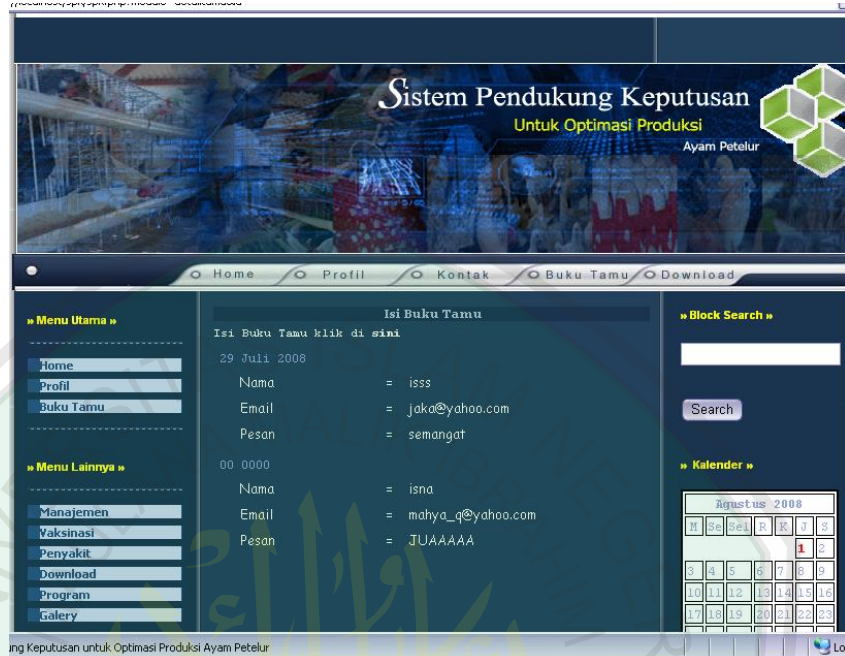 Sistem Pendukung Keputusan
Untuk Optimasi Produksi
Ayam Petelur
Home Profil Kontak Buku Tamu Download
» Menu Utama »
Home
Profil
Buku Tamu
» Menu Lainnya »
Manajemen
Vaksinasi
Penyakit
Download
Program
Galery
Isi Buku Tamu
Isi Buku Tamu klik di sini
29 Juli 2008
Nama = isss
Email = jaka@yahoo.com
Pesan = semangat
00 0000
Nama = isna
Email = mahya_q@yahoo.com
Pesan = JUAAAAA
» Block Search »
Search
» Kalender »
Agustus 2008
M Se Sel R K J S
1 2
3 4 5 6 7 8 9
10 11 12 13 14 15 16
17 18 19 20 21 22 23
ung Keputusan untuk Optimasi Produksi Ayam Petelur
Lo